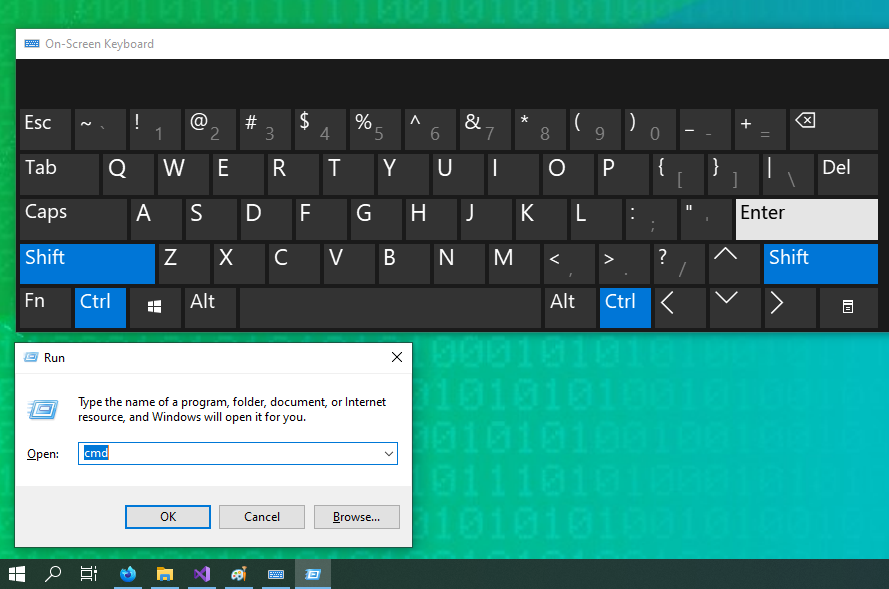 On-Screen Keyboard
Esc ~ ` ! 1 @ 2 # 3 $ 4 % 5 ^ 6 & 7 * 8 ( 9 ) 0 _ - + =
Tab Q W E R T Y U I O P { [ } ] | \ Del
Caps A S D F G H J K L : ; " ' Enter
Shift Z X C V B N M < , > . ? / Shift
Fn Ctrl Alt Alt Ctrl
Run
Type the name of a program, folder, document, or Internet
resource, and Windows will open it for you.
Open: cmd
OK Cancel Browse...